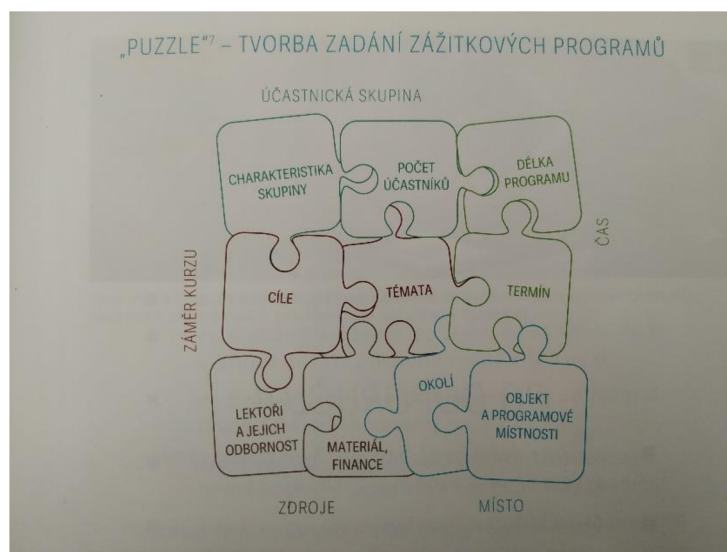 „PUZZLE“⁷ – TVORBA ZADÁNÍ ZÁŽITKOVÝCH PROGRAMŮ
ÚČASTNICKÁ SKUPINA
CHARAKTERISTIKA
SKUPINY
POČET
ÚČASTNÍKŮ
DÉLKA
PROGRAMU
ČAS
ZÁMĚR KURZU
CÍLE
TÉMATA
TERMÍN
LEKTOŘI
A JEJICH
ODBORNOST
MATERIÁL,
FINANCE
OKOLÍ
OBJEKT
A PROGRAMOVÉ
MÍSTNOSTI
ZDROJE
MÍSTO